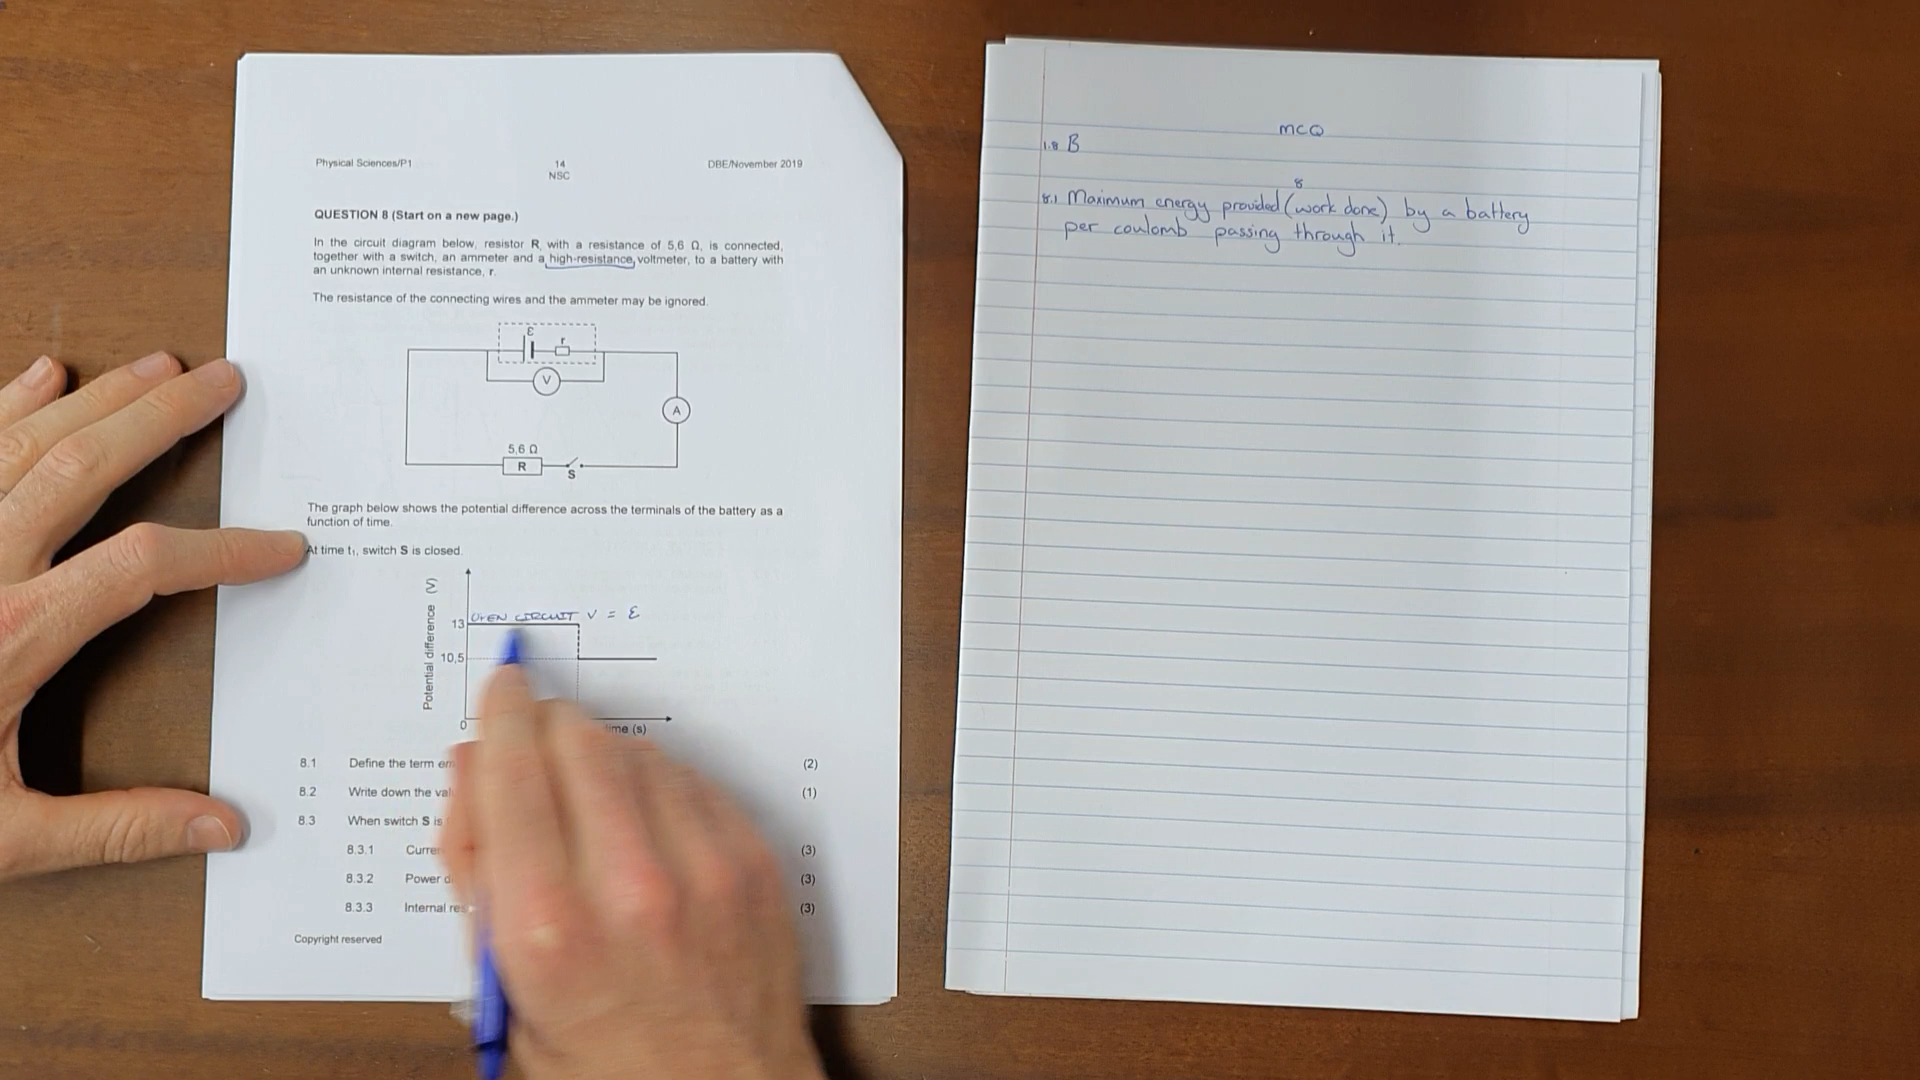 Physical Sciences/P1
14
NSC
DBE/November 2019
QUESTION 8 (Start on a new page.)
In the circuit diagram below, resistor R, with a resistance of 5,6 Ω, is connected,
together with a switch, an ammeter and a high-resistance voltmeter, to a battery with
an unknown internal resistance, r.
The resistance of the connecting wires and the ammeter may be ignored.
ε
r
V
A
5,6 Ω
R
S
The graph below shows the potential difference across the terminals of the battery as a
function of time.
At time t₁, switch S is closed.
Potential difference (V)
OPEN CIRCUIT V = ε
13
10,5
0
time (s)
8.1 Define the term (2)
8.2 Write down the (1)
8.3 When switch S is
8.3.1 (3)
8.3.2 Power (3)
8.3.3 Internal (3)
Copyright reserved
MCQ
1.8 B
8
8.1 Maximum energy provided (work done) by a battery
per coulomb passing through it.